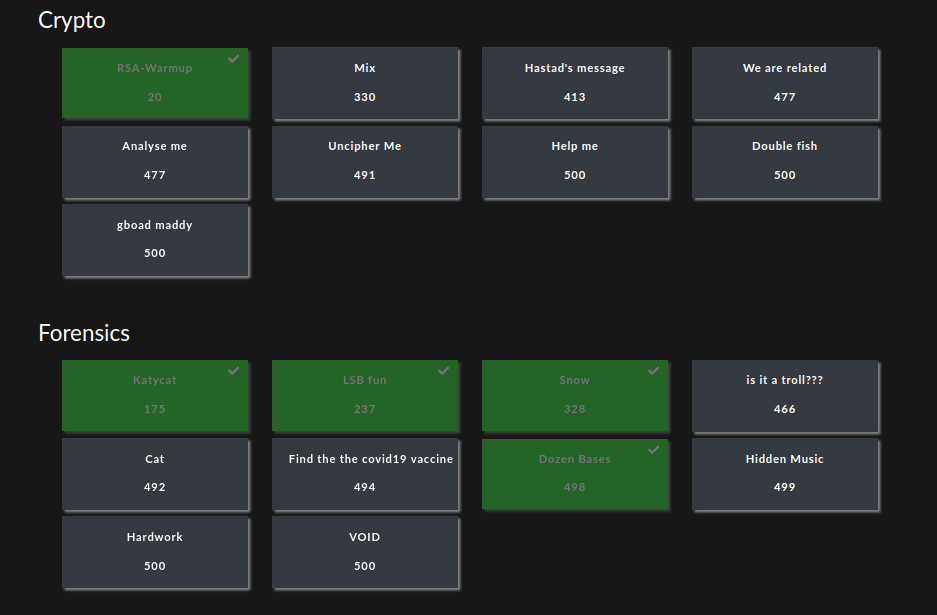 Crypto
RSA-Warmup
20
Mix
330
Hastad's message
413
We are related
477
Analyse me
477
Uncipher Me
491
Help me
500
Double fish
500
gboad maddy
500
Forensics
Katycat
175
LSB fun
237
Snow
328
is it a troll???
466
Cat
492
Find the the covid19 vaccine
494
Dozen Bases
498
Hidden Music
499
Hardwork
500
VOID
500